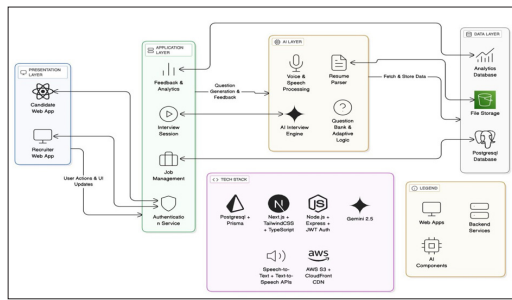 PRESENTATION
LAYER
Candidate
Web App
Recruiter
Web App
User Actions & UI
Updates
APPLICATION
LAYER
Feedback &
Analytics
Interview
Session
Job
Management
Authenticatio
n Service
Question
Generation &
Feedback
AI LAYER
Voice &
Speech
Processing
Resume
Parser
AI Interview
Engine
Question
Bank &
Adaptive
Logic
Fetch & Store Data
DATA LAYER
Analytics
Database
File Storage
Postgresql
Database
TECH STACK
Postgresql +
Prisma
Next.js +
TailwindCSS
+ TypeScript
Node.js +
Express +
JWT Auth
Gemini 2.5
Speech-to-
Text + Text-to-
Speech APIs
aws
AWS S3 +
CloudFront
CDN
LEGEND
Web Apps
Backend
Services
AI
Components